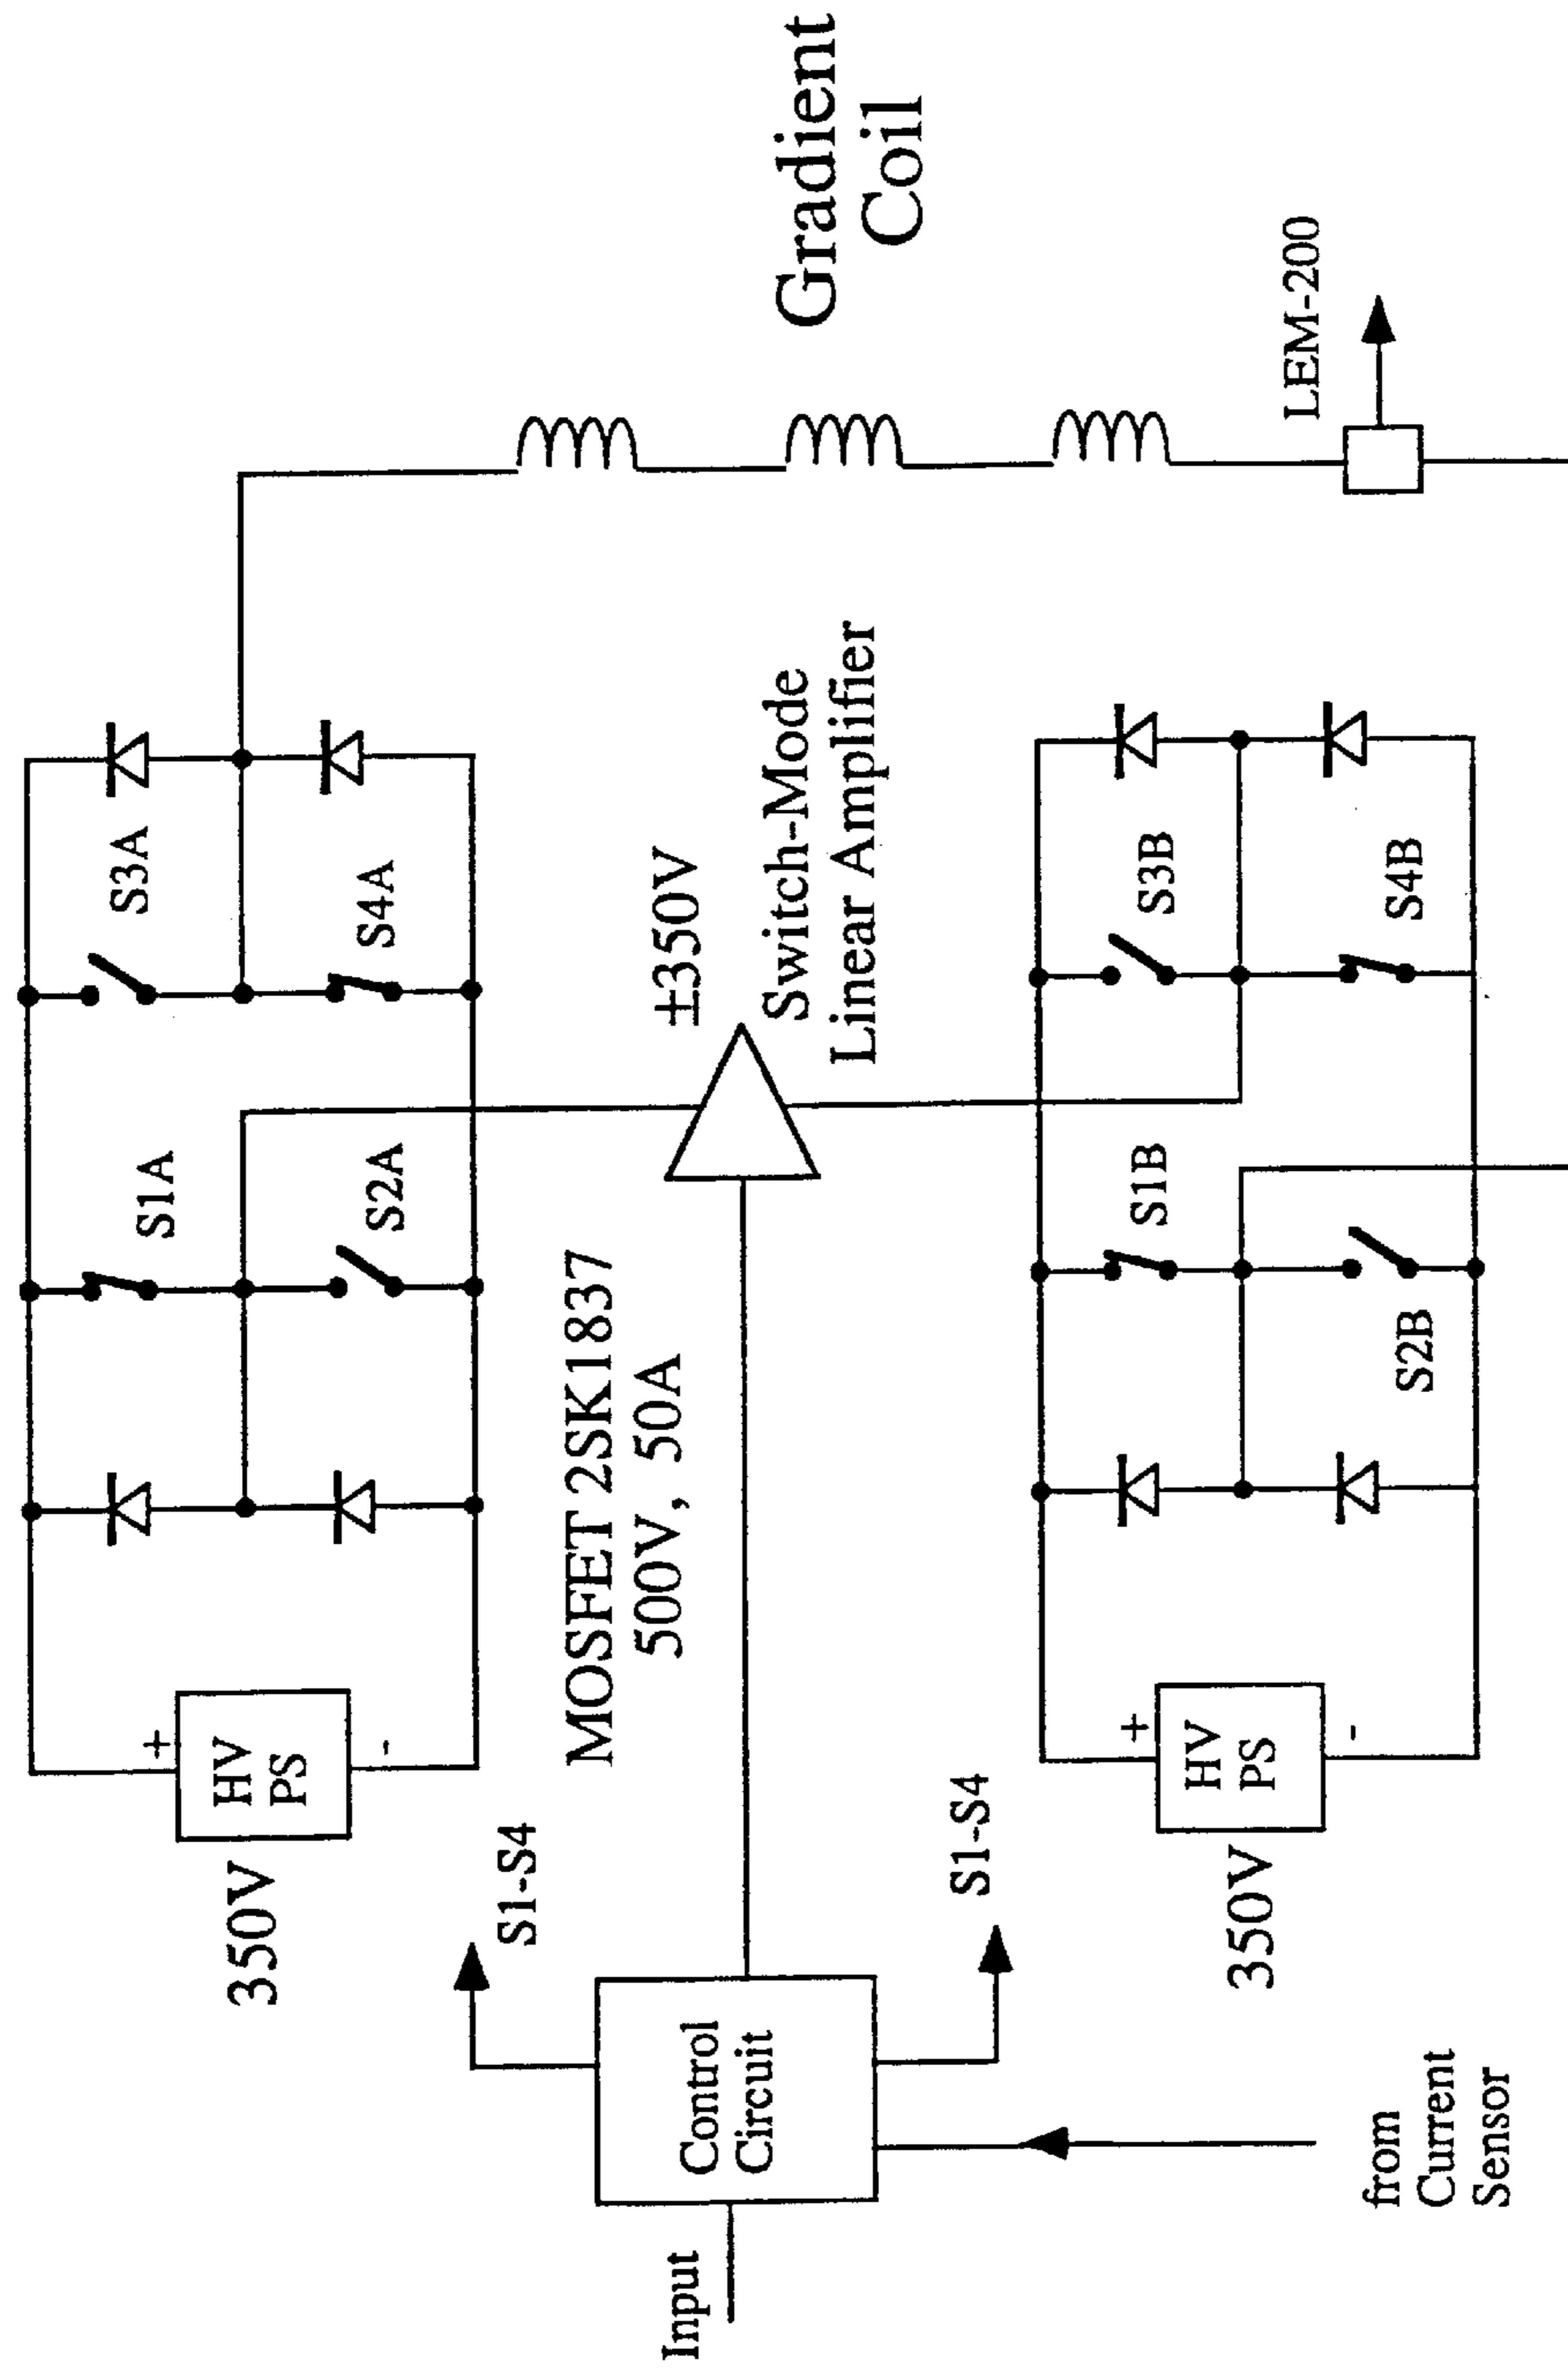 S1A
S3A
S2A
S4A
+
HV
PS
-
350V
MOSFET 2SK1837
500V, 50A
±350V
Switch-Mode
Linear Amplifier
Gradient
Coil
S1-S4
Control
Circuit
Input
S1-S4
from
Current
Sensor
+
HV
PS
-
350V
S1B
S3B
S2B
S4B
LEM-200